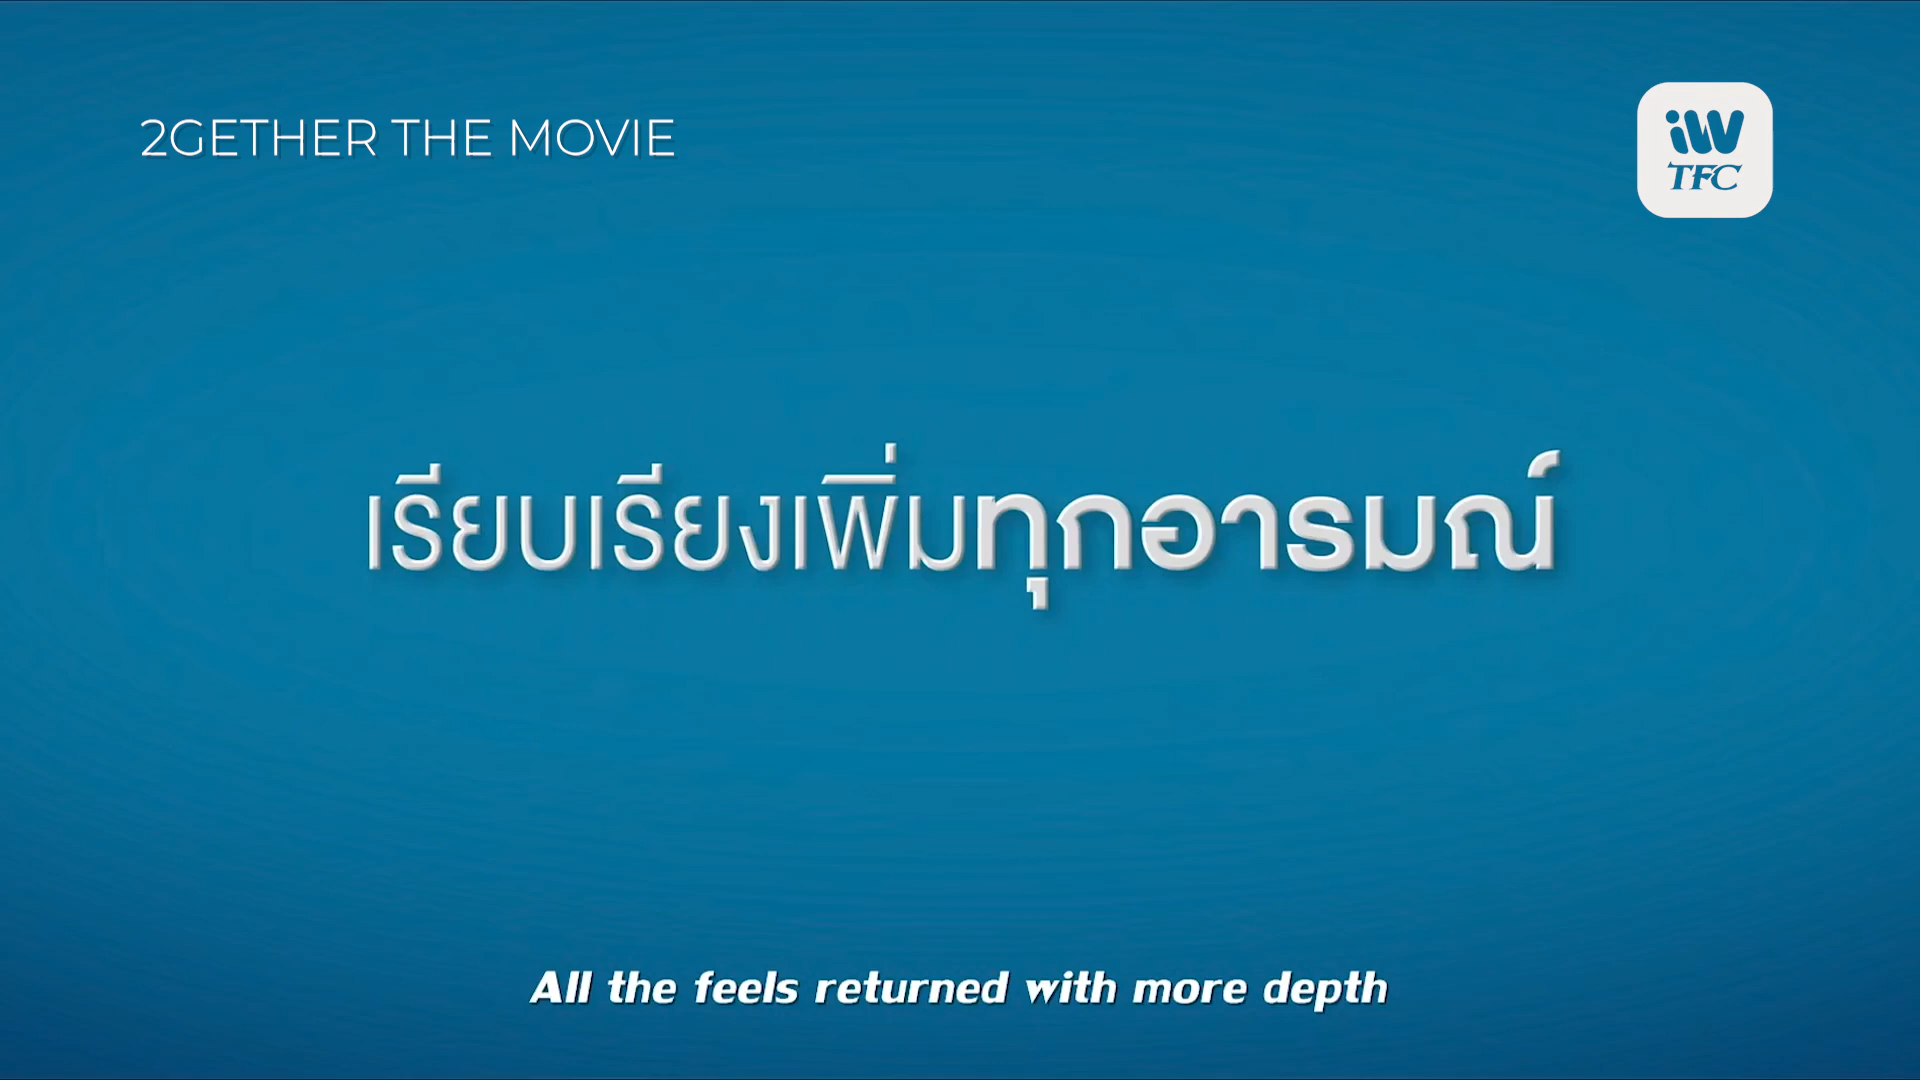 2GETHER THE MOVIE
iW
TFC
เรียบเรียงเพิ่มทุกอารมณ์
All the feels returned with more depth